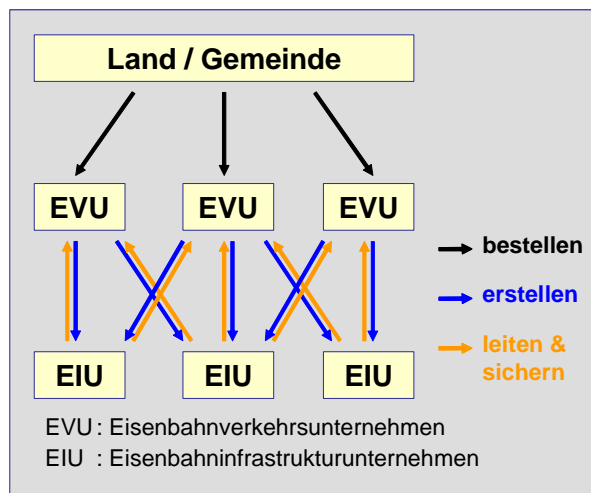 Land / Gemeinde
EVU EVU EVU
bestellen
erstellen
leiten &
sichern
EIU EIU EIU
EVU : Eisenbahnverkehrsunternehmen
EIU : Eisenbahninfrastrukturunternehmen